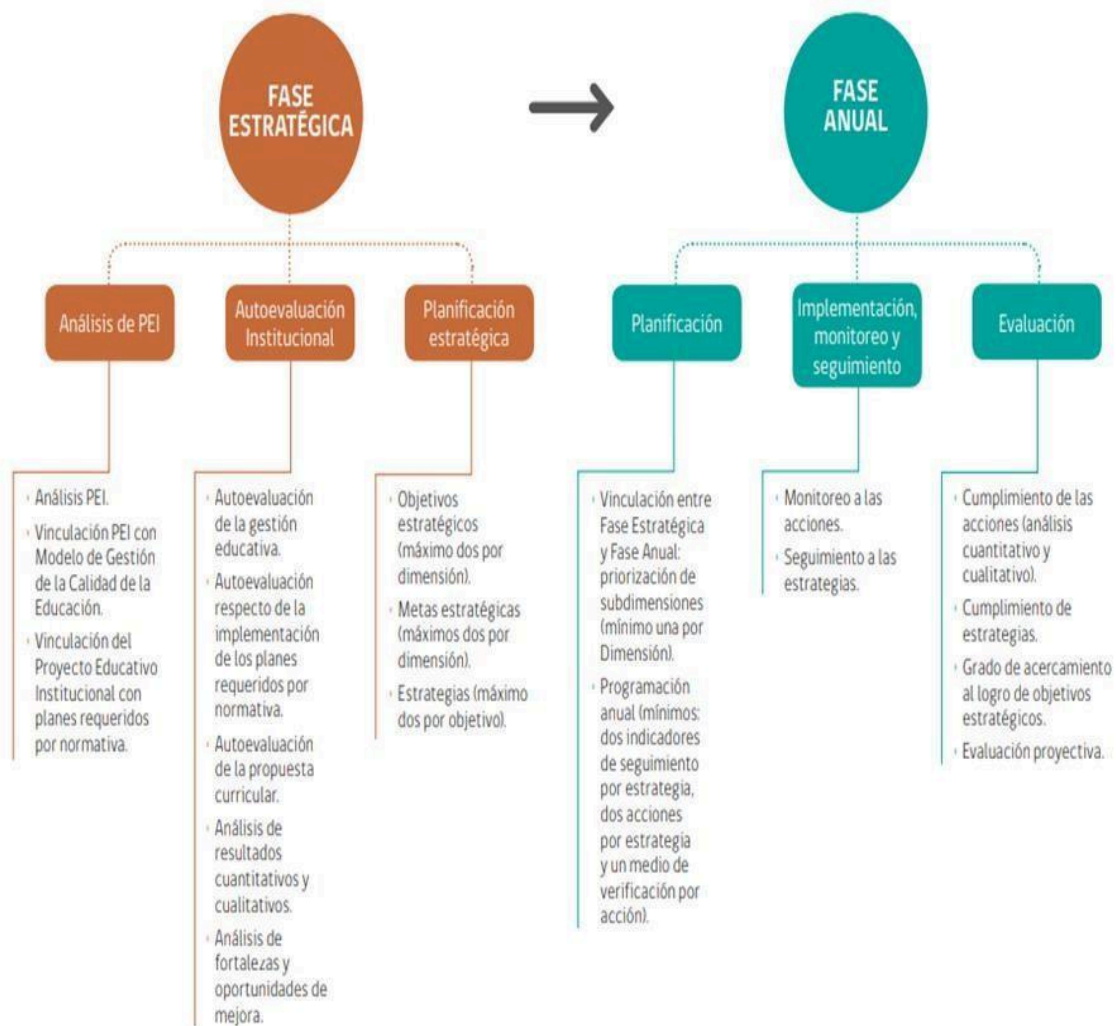 FASE
ESTRATÉGICA
FASE
ANUAL
Análisis de PEI
Autoevaluación
Institucional
Planificación
estratégica
Planificación
Implementación,
monitoreo y
seguimiento
Evaluación
Análisis PEI.
Vinculación PEI con
Modelo de Gestión
de la Calidad de la
Educación.
Vinculación del
Proyecto Educativo
Institucional con
planes requeridos
por normativa.
Autoevaluación
de la gestión
educativa.
Autoevaluación
respecto de la
implementación
de los planes
requeridos por
normativa.
Autoevaluación
de la propuesta
curricular.
Análisis de
resultados
cuantitativos y
cualitativos.
Análisis de
fortalezas y
oportunidades de
mejora.
Objetivos
estratégicos
(máximo dos por
dimensión).
Metas estratégicas
(máximos dos por
dimensión).
Estrategias (máximo
dos por objetivo).
Vinculación entre
Fase Estratégica
y Fase Anual:
priorización de
subdimensiones
(mínimo una por
Dimensión).
Programación
anual (mínimos:
dos indicadores
de seguimiento
por estrategia,
dos acciones
por estrategia
y un medio de
verificación por
acción).
Monitoreo a las
acciones.
Seguimiento a las
estrategias.
Cumplimiento de las
acciones (análisis
cuantitativo y
cualitativo).
Cumplimiento de
estrategias.
Grado de acercamiento
al logro de objetivos
estratégicos.
Evaluación proyectiva.